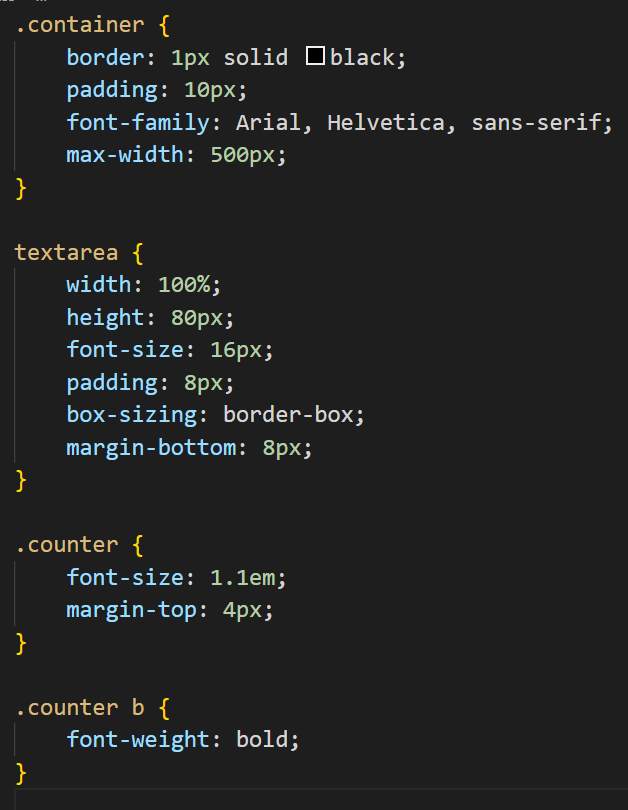 .container {
    border: 1px solid black;
    padding: 10px;
    font-family: Arial, Helvetica, sans-serif;
    max-width: 500px;
}

textarea {
    width: 100%;
    height: 80px;
    font-size: 16px;
    padding: 8px;
    box-sizing: border-box;
    margin-bottom: 8px;
}

.counter {
    font-size: 1.1em;
    margin-top: 4px;
}

.counter b {
    font-weight: bold;
}